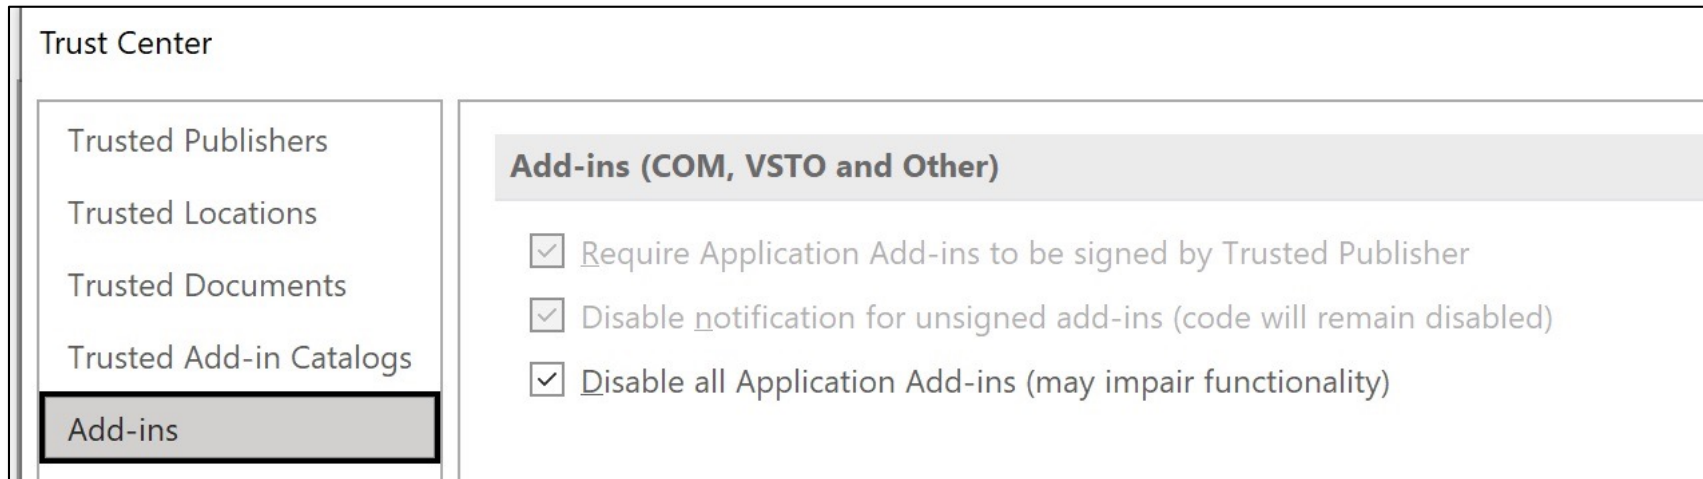 Trust Center
Trusted Publishers
Trusted Locations
Trusted Documents
Trusted Add-in Catalogs
Add-ins
Add-ins (COM, VSTO and Other)
Require Application Add-ins to be signed by Trusted Publisher
Disable notification for unsigned add-ins (code will remain disabled)
Disable all Application Add-ins (may impair functionality)